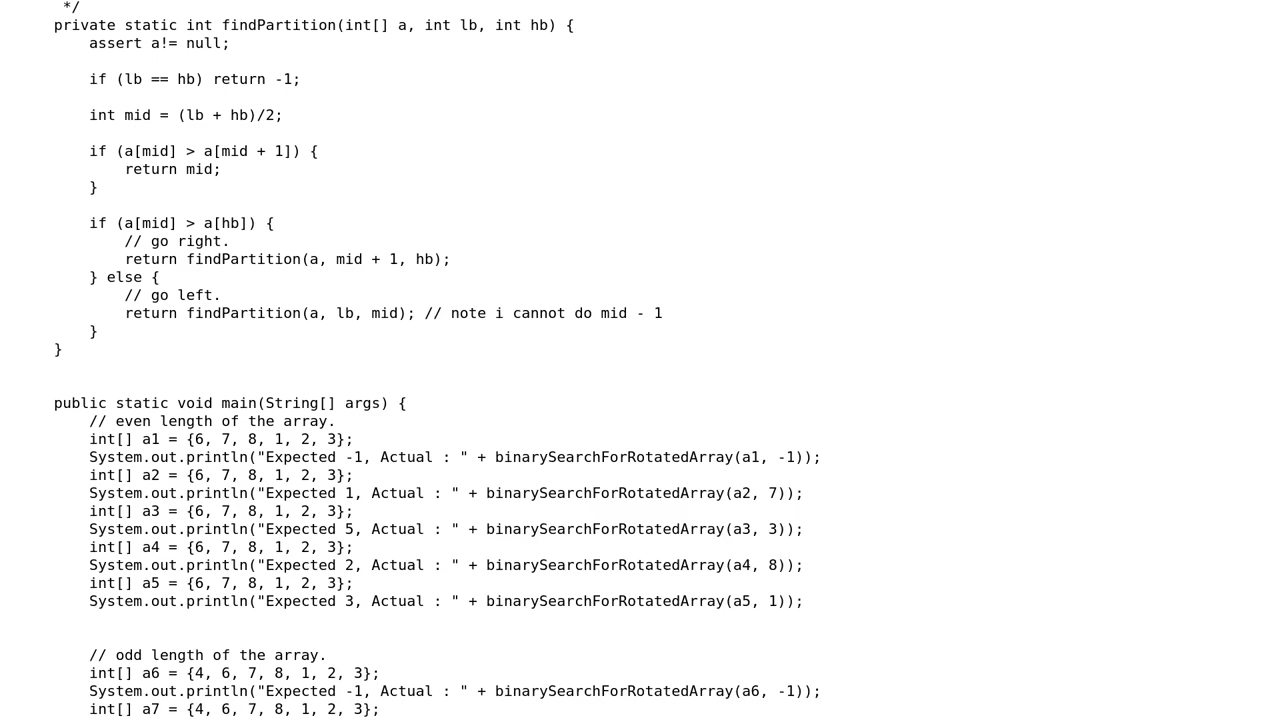 */
private static int findPartition(int[] a, int lb, int hb) {
assert a!= null;
if (lb == hb) return -1;
int mid = (lb + hb)/2;
if (a[mid] > a[mid + 1]) {
return mid;
}
if (a[mid] > a[hb]) {
// go right.
return findPartition(a, mid + 1, hb);
} else {
// go left.
return findPartition(a, lb, mid); // note i cannot do mid - 1
}
}
public static void main(String[] args) {
// even length of the array.
int[] a1 = {6, 7, 8, 1, 2, 3};
System.out.println("Expected -1, Actual : " + binarySearchForRotatedArray(a1, -1));
int[] a2 = {6, 7, 8, 1, 2, 3};
System.out.println("Expected 1, Actual : " + binarySearchForRotatedArray(a2, 7));
int[] a3 = {6, 7, 8, 1, 2, 3};
System.out.println("Expected 5, Actual : " + binarySearchForRotatedArray(a3, 3));
int[] a4 = {6, 7, 8, 1, 2, 3};
System.out.println("Expected 2, Actual : " + binarySearchForRotatedArray(a4, 8));
int[] a5 = {6, 7, 8, 1, 2, 3};
System.out.println("Expected 3, Actual : " + binarySearchForRotatedArray(a5, 1));
// odd length of the array.
int[] a6 = {4, 6, 7, 8, 1, 2, 3};
System.out.println("Expected -1, Actual : " + binarySearchForRotatedArray(a6, -1));
int[] a7 = {4, 6, 7, 8, 1, 2, 3};